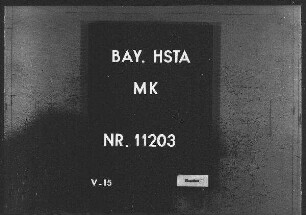 BAY. HSTA
MK
NR. 11203
V-15